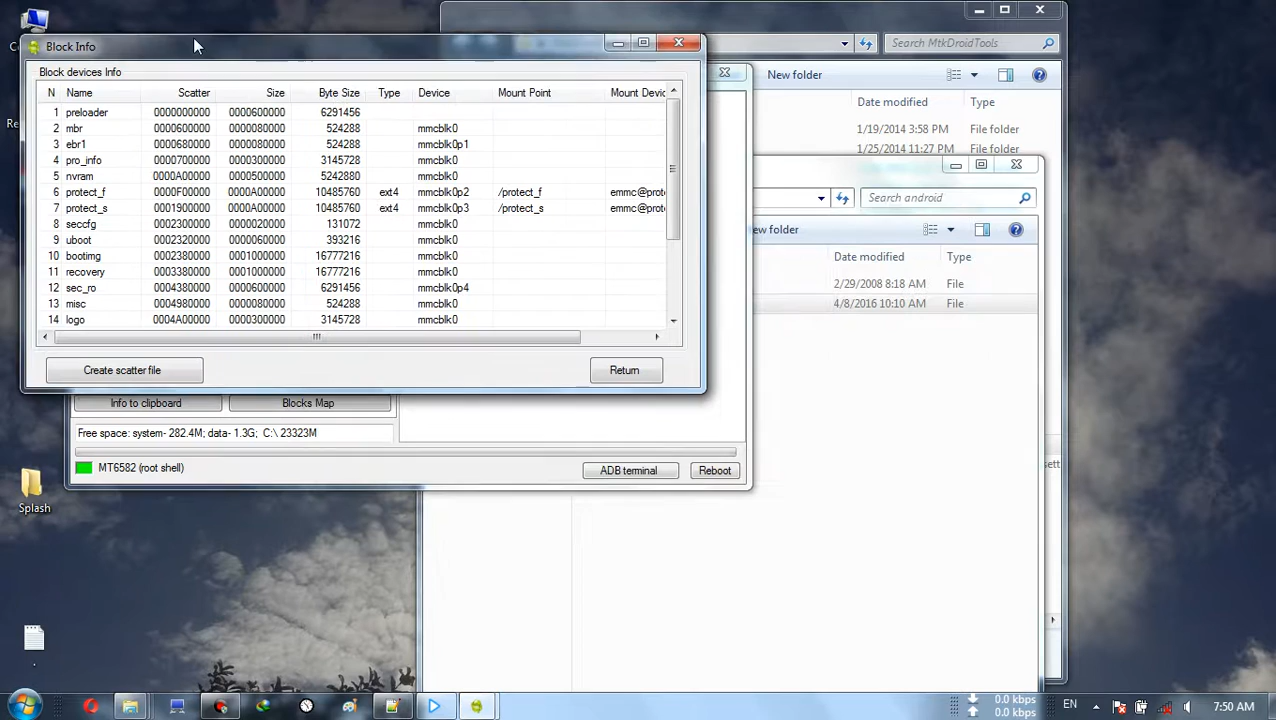 Search MtkDroidTools
Block Info
Block devices Info
New folder
N Name Scatter Size Byte Size Type Device Mount Point Mount Devic
Date modified Type
1 preloader 0000000000 0000600000 6291456
2 mbr 0000600000 0000080000 524288 mmcblk0
1/19/2014 3:58 PM File folder
3 ebr1 0000680000 0000080000 524288 mmcblk0p1
1/25/2014 11:27 PM File folder
4 pro_info 0000700000 0000300000 3145728 mmcblk0
5 nvram 0000A00000 0000500000 5242880 mmcblk0
6 protect_f 0000F00000 0000A00000 10485760 ext4 mmcblk0p2 /protect_f emmc@prote
Search android
7 protect_s 0001900000 0000A00000 10485760 ext4 mmcblk0p3 /protect_s emmc@prote
8 seccfg 0002300000 0000020000 131072 mmcblk0
ew folder
9 uboot 0002320000 0000060000 393216 mmcblk0
10 bootimg 0002380000 0001000000 16777216 mmcblk0
Date modified Type
11 recovery 0003380000 0001000000 16777216 mmcblk0
2/29/2008 8:18 AM File
12 sec_ro 0004380000 0000600000 6291456 mmcblk0p4
13 misc 0004980000 0000080000 524288 mmcblk0
4/8/2016 10:10 AM File
14 logo 0004A00000 0000300000 3145728 mmcblk0
Create scatter file Return
Info to clipboard Blocks Map
Free space: system- 282.4M; data- 1.3G; C:\ 23323M
MT6582 (root shell) ADB terminal Reboot
sett
Splash
.
0.0 kbps
0.0 kbps
EN
7:50 AM